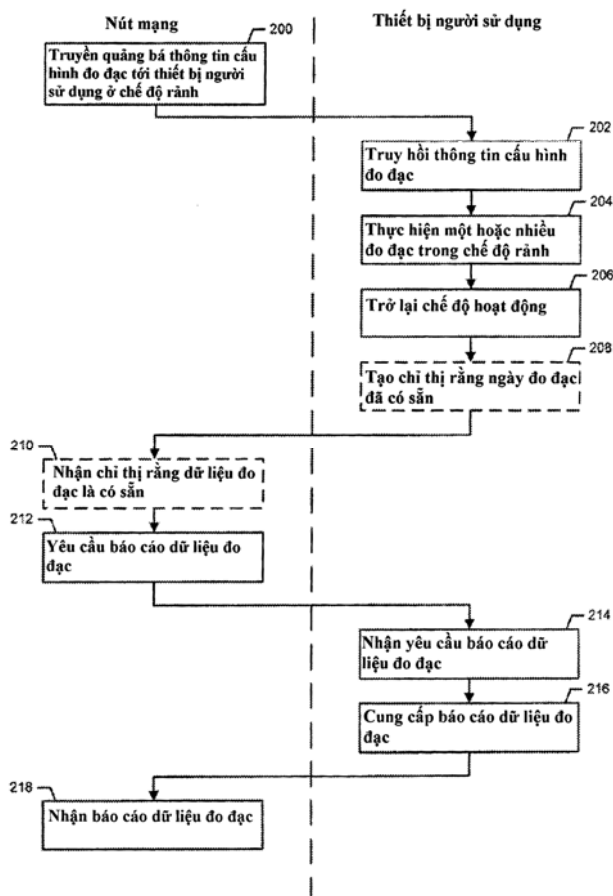 Nút mạng
Thiết bị người sử dụng
200
Truyền quảng bá thông tin cấu
hình đo đạc tới thiết bị người
sử dụng ở chế độ rảnh
202
Truy hồi thông tin cấu hình
đo đạc
204
Thực hiện một hoặc nhiều
đo đạc trong chế độ rảnh
206
Trở lại chế độ hoạt động
208
Tạo chỉ thị rằng ngày đo đạc
đã có sẵn
210
Nhận chỉ thị rằng dữ liệu đo
đạc là có sẵn
212
Yêu cầu báo cáo dữ liệu đo
đạc
214
Nhận yêu cầu báo cáo dữ
liệu đo đạc
216
Cung cấp báo cáo dữ liệu đo
đạc
218
Nhận báo cáo dữ liệu đo đạc